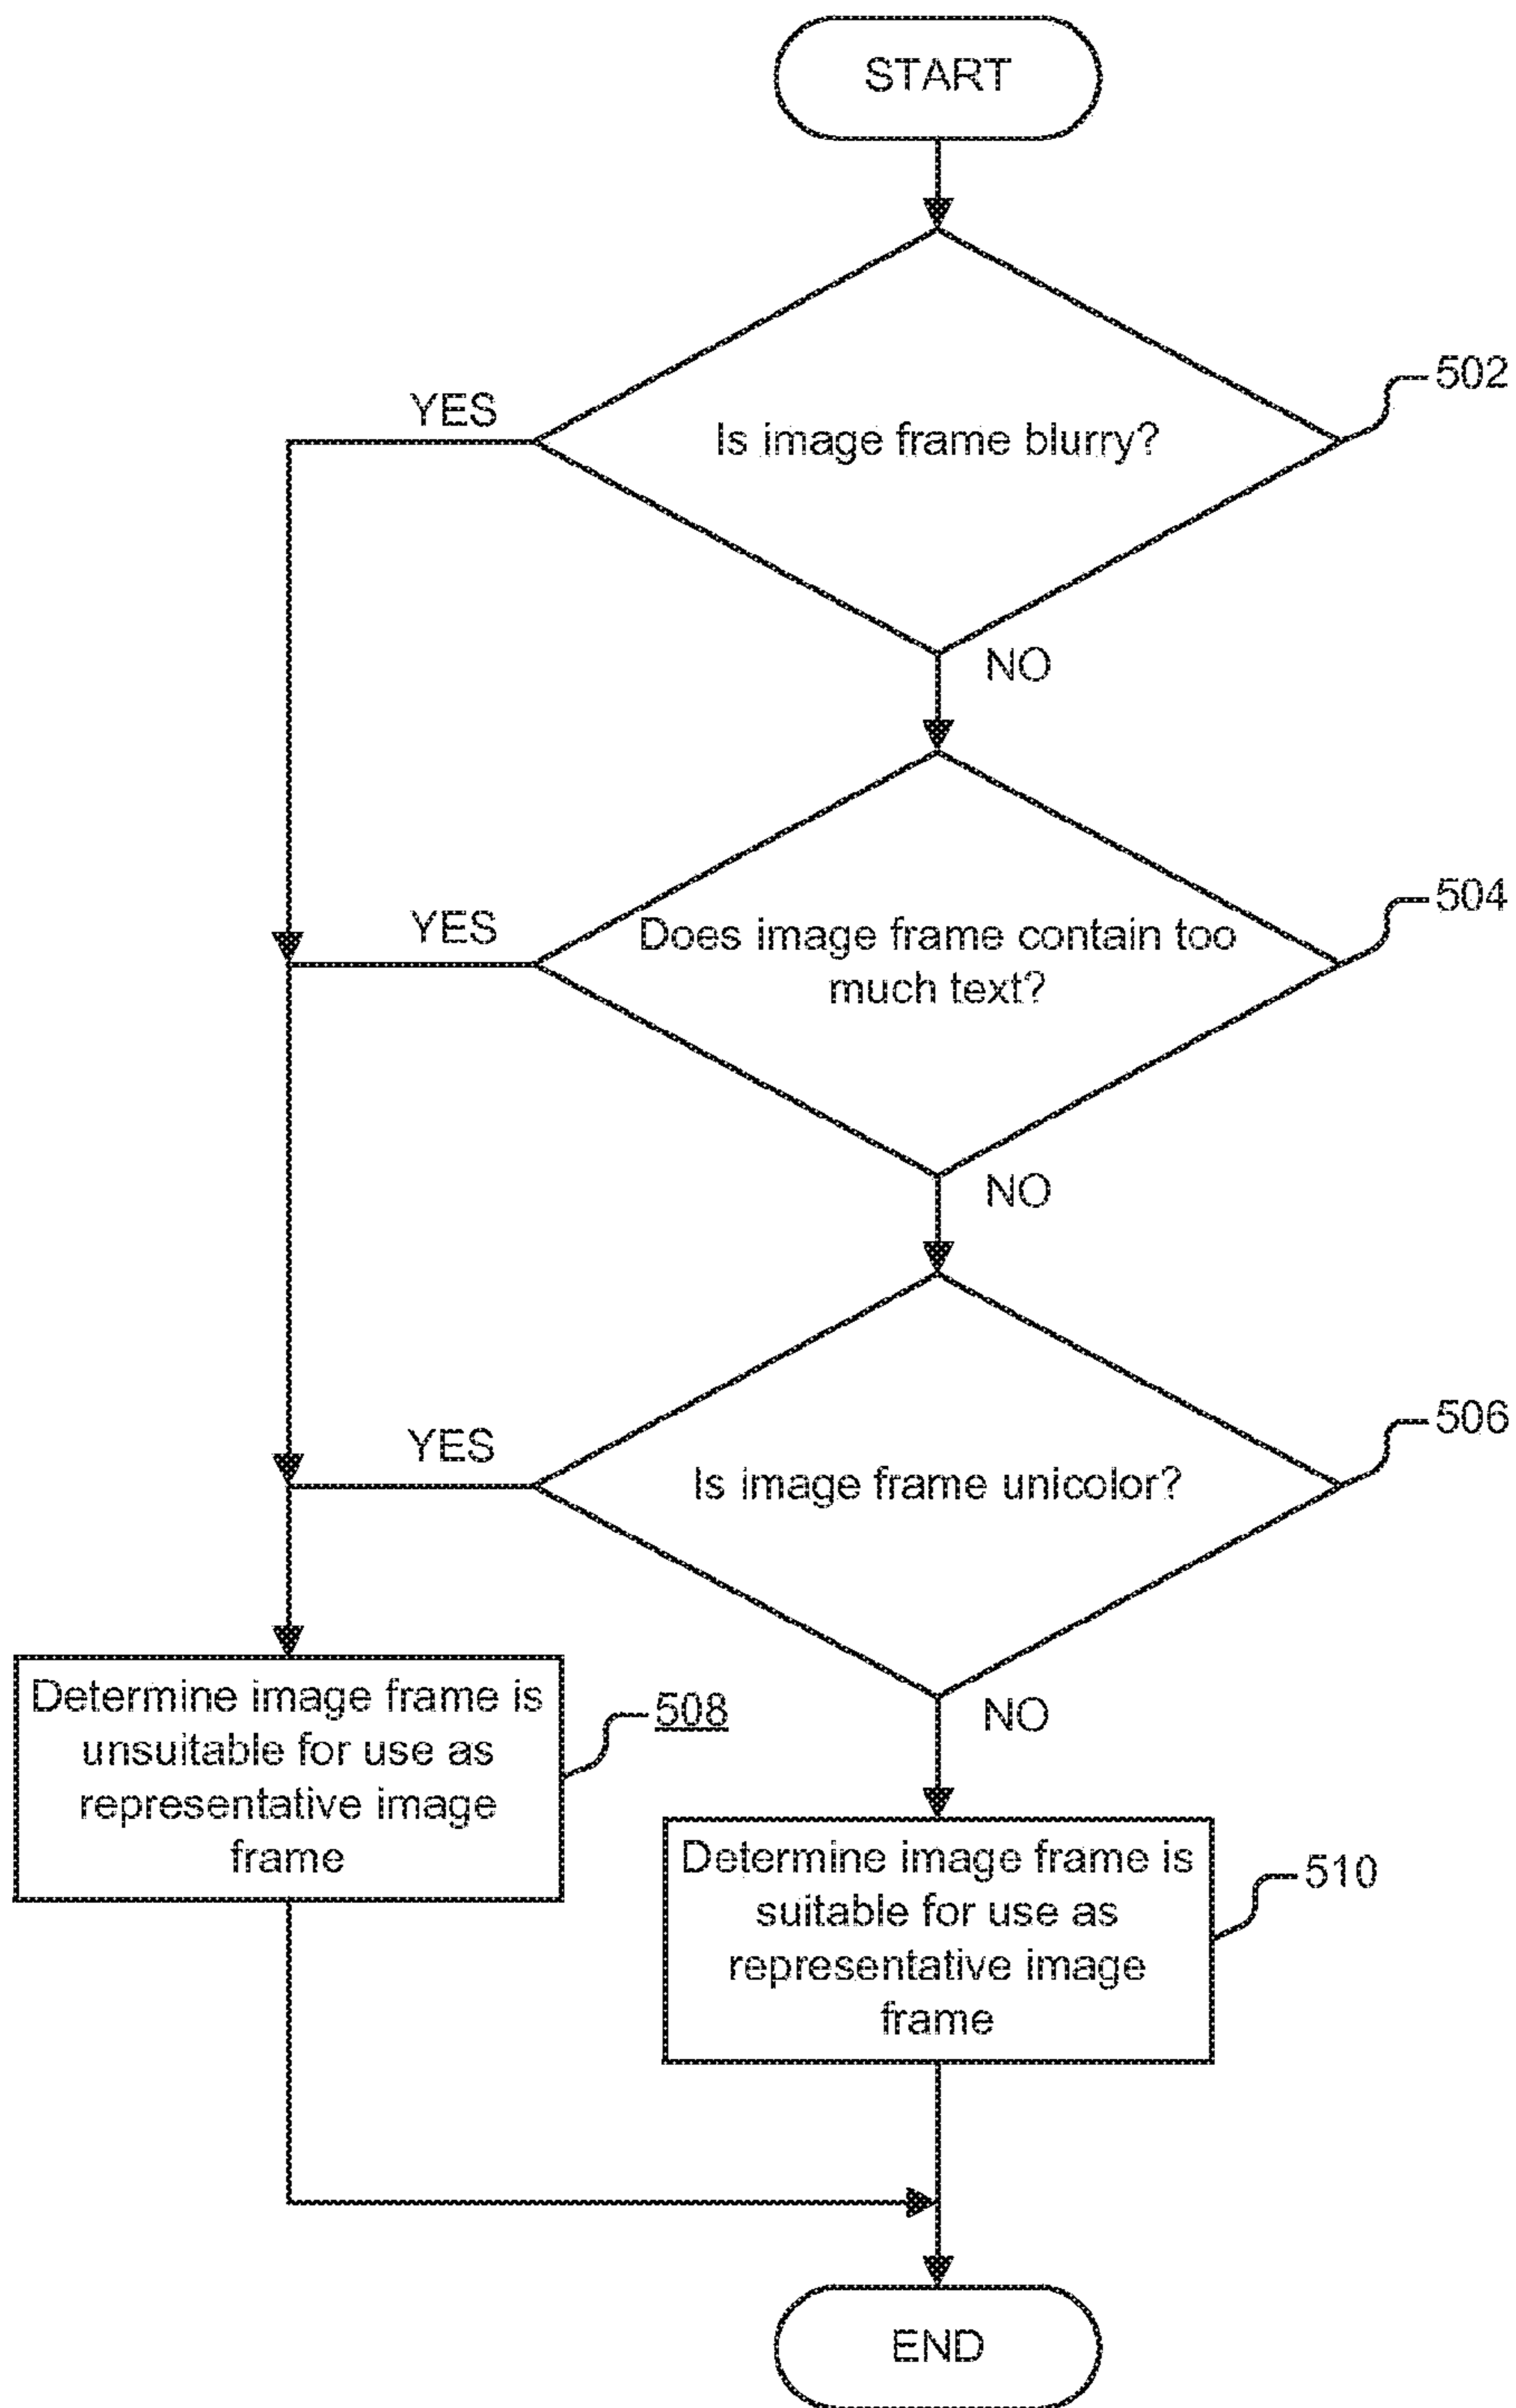 START
502
YES
Is image frame blurry?
NO
504
YES
Does image frame contain too
much text?
NO
506
YES
Is image frame unicolor?
NO
Determine image frame is
unsuitable for use as
representative image
frame
508
Determine image frame is
suitable for use as
representative image
frame
510
END